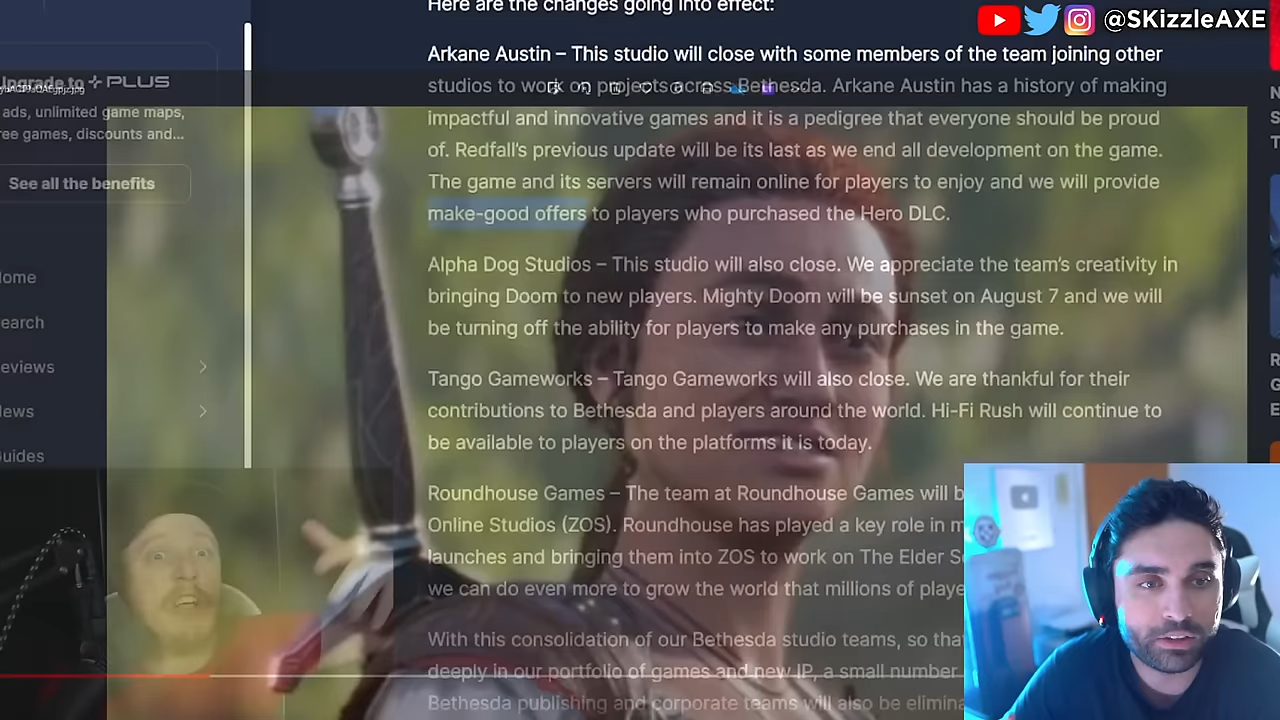 Here are the changes going into effect:
@SKizzleAXE
Arkane Austin – This studio will close with some members of the team joining other
studios to work on projects across Bethesda. Arkane Austin has a history of making
impactful and innovative games and it is a pedigree that everyone should be proud
of. Redfall's previous update will be its last as we end all development on the game.
The game and its servers will remain online for players to enjoy and we will provide
make-good offers to players who purchased the Hero DLC.
Alpha Dog Studios – This studio will also close. We appreciate the team's creativity in
bringing Doom to new players. Mighty Doom will be sunset on August 7 and we will
be turning off the ability for players to make any purchases in the game.
Tango Gameworks – Tango Gameworks will also close. We are thankful for their
contributions to Bethesda and players around the world. Hi-Fi Rush will continue to
be available to players on the platforms it is today.
Roundhouse Games – The team at Roundhouse Games will b
Online Studios (ZOS). Roundhouse has played a key role in m
launches and bringing them into ZOS to work on The Elder S
we can do even more to grow the world that millions of playe
With this consolidation of our Bethesda studio teams, so tha
deeply in our portfolio of games and new IP, a small number
Bethesda publishing and corporate teams will also be elimina
Upgrade to PLUS
ads, unlimited game maps,
ree games, discounts and...
See all the benefits
ome
earch
eviews
ews
uides
N
S
T
R
G
E